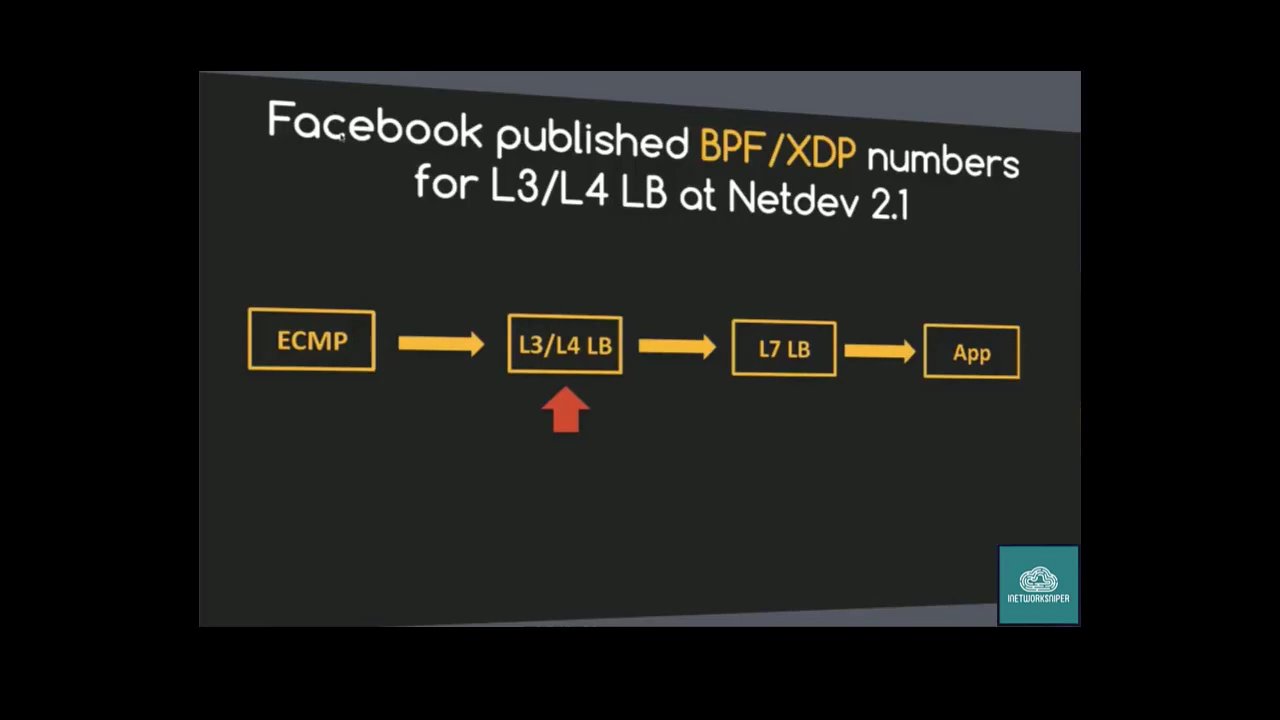 Facebook published BPF/XDP numbers
for L3/L4 LB at Netdev 2.1
ECMP
L3/L4 LB
L7 LB
App
INETWORKSNIPER